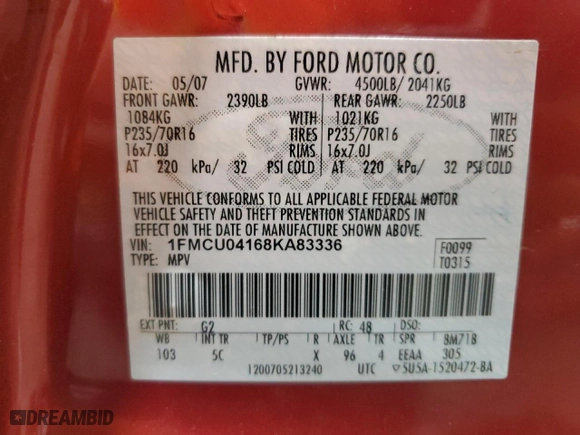 MFD. BY FORD MOTOR CO.
DATE: 05/07 GVWR: 4500LB/ 2041KG
FRONT GAWR: 2390LB REAR GAWR: 2250LB
1084KG WITH 1021KG WITH
P235/70R16 TIRES P235/70R16 TIRES
16x7.0J RIMS 16x7.0J RIMS
AT 220 kPa/ 32 PSI COLD AT 220 kPa/ 32 PSI COLD
THIS VEHICLE CONFORMS TO ALL APPLICABLE FEDERAL MOTOR
VEHICLE SAFETY AND THEFT PREVENTION STANDARDS IN
EFFECT ON THE DATE OF MANUFACTURE SHOWN ABOVE.
VIN: 1FMCU04168KA83336 F0099
TYPE: MPV T0315
EXT PNT: G2 RC: 48 DSO:
WB INT TR TP/PS R AXLE TR SPR 8M71B
103 5C X 96 4 EEAA 305
1200705213240 UTC ▽5U5A-1520472-BA
DREAMBID